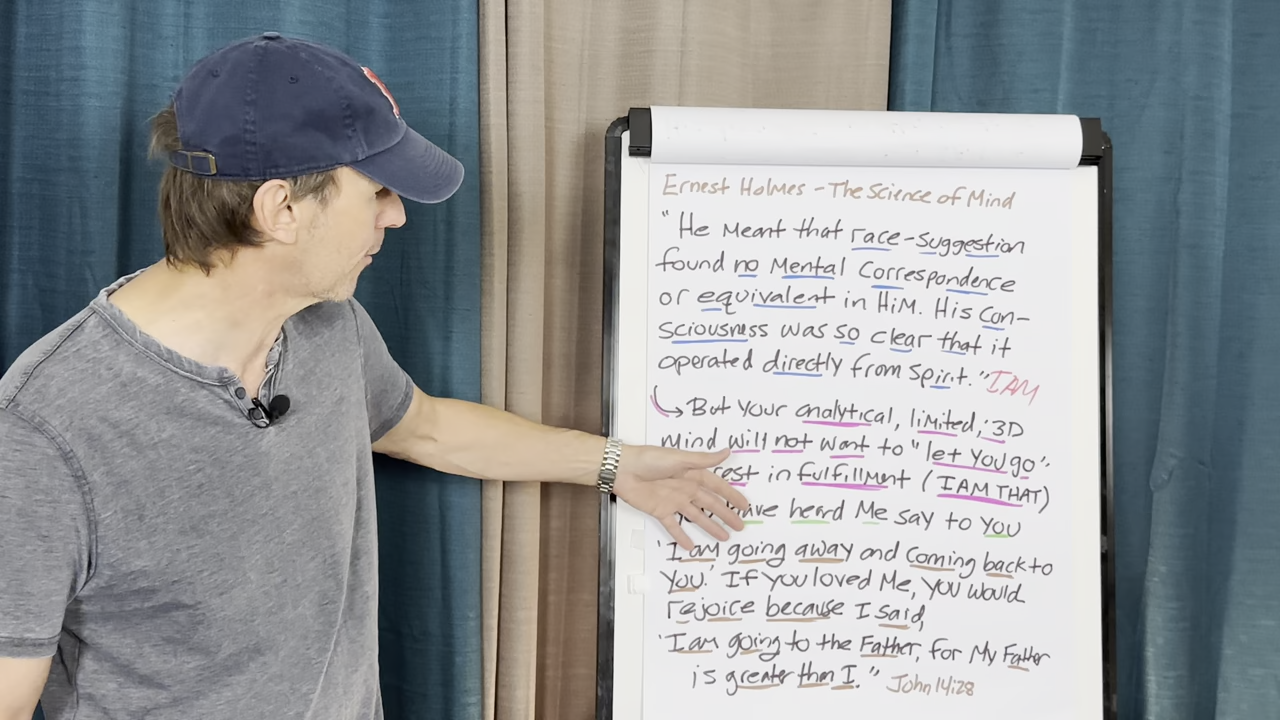 Ernest Holmes - The Science of Mind
"He Meant that race-suggestion
found no Mental Correspondence
or equivalent in HiM. His Con-
sciousness was so clear that it
operated directly from spirit." I AM
But your analytical, limited, 3D
mind will not want to "let you go"
rest in fulfillment (I AM THAT)
have heard Me say to you
'I am going away and coming back to
you.' If you loved Me, you would
rejoice because I said,
'I am going to the Father, for My Father
is greater than I." John 14:28